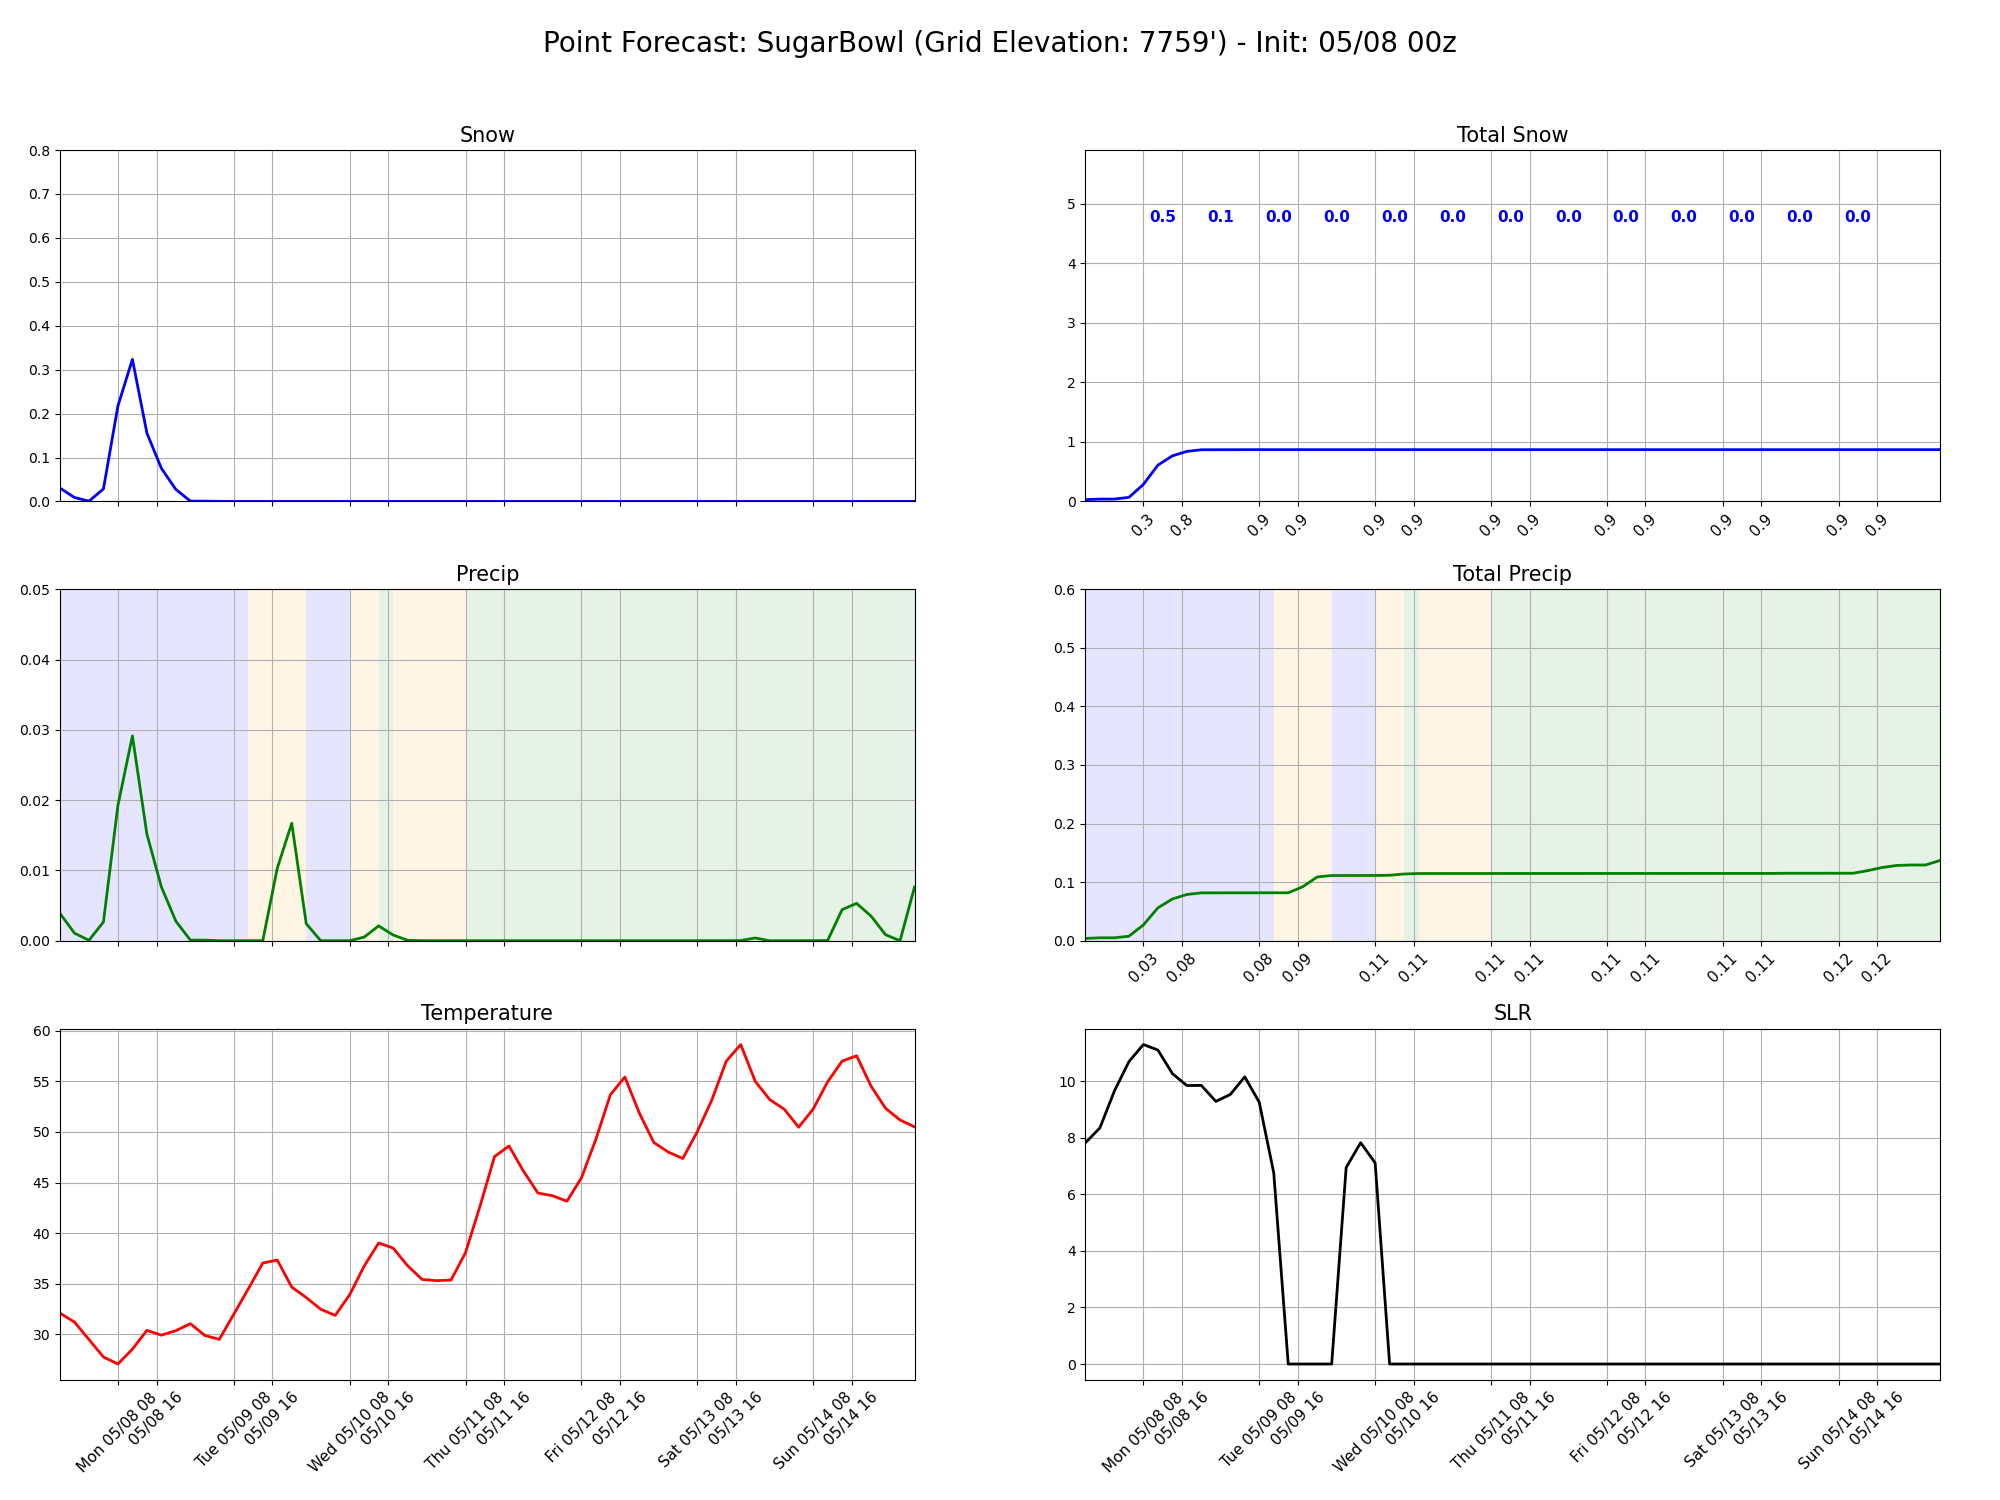 Point Forecast: SugarBowl (Grid Elevation: 7759') - Init: 05/08 00z
Snow
0.8
0.7
0.6
0.5
0.4
0.3
0.2
0.1
0.0
Total Snow
5
4
3
2
1
0
0.5 0.1 0.0 0.0 0.0 0.0 0.0 0.0 0.0 0.0 0.0 0.0 0.0
0.3 0.8 0.9 0.9 0.9 0.9 0.9 0.9 0.9 0.9 0.9 0.9 0.9 0.9
Precip
0.05
0.04
0.03
0.02
0.01
0.00
Total Precip
0.6
0.5
0.4
0.3
0.2
0.1
0.0
0.03 0.08 0.08 0.09 0.11 0.11 0.11 0.11 0.11 0.11 0.11 0.11 0.12 0.12
Temperature
60
55
50
45
40
35
30
Mon 05/08 08
05/08 16
Tue 05/09 08
05/09 16
Wed 05/10 08
05/10 16
Thu 05/11 08
05/11 16
Fri 05/12 08
05/12 16
Sat 05/13 08
05/13 16
Sun 05/14 08
05/14 16
SLR
10
8
6
4
2
0
Mon 05/08 08
05/08 16
Tue 05/09 08
05/09 16
Wed 05/10 08
05/10 16
Thu 05/11 08
05/11 16
Fri 05/12 08
05/12 16
Sat 05/13 08
05/13 16
Sun 05/14 08
05/14 16